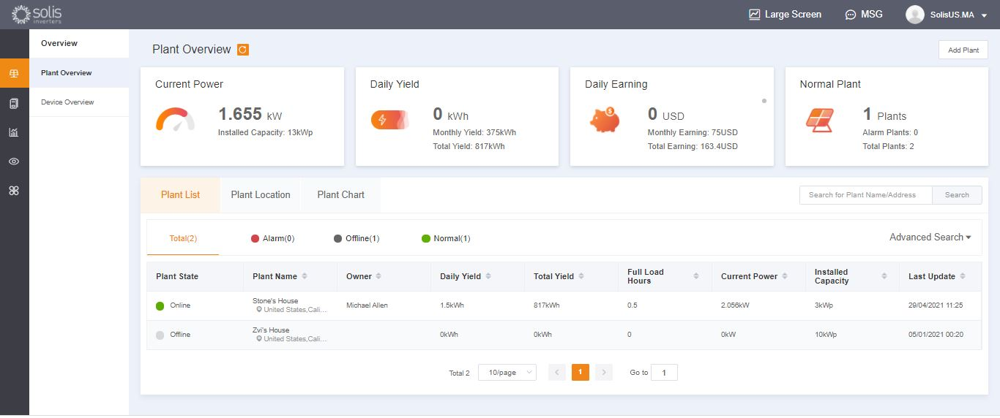 solis
inverters
Large Screen
MSG
SolisUS.MA
Overview
Plant Overview
Device Overview
Plant Overview
Add Plant
Current Power
1.655 kW
Installed Capacity: 13kWp
Daily Yield
0 kWh
Monthly Yield: 375kWh
Total Yield: 817kWh
Daily Earning
0 USD
Monthly Earning: 75USD
Total Earning: 163.4USD
Normal Plant
1 Plants
Alarm Plants: 0
Total Plants: 2
Plant List
Plant Location
Plant Chart
Search for Plant Name/Address
Search
Total(2)
Alarm(0)
Offline(1)
Normal(1)
Advanced Search
Plant State
Plant Name
Owner
Daily Yield
Total Yield
Full Load
Hours
Current Power
Installed
Capacity
Last Update
Online
Stone's House
United States,Cali...
Michael Allen
1.5kWh
817kWh
0.5
2.056kW
3kWp
29/04/2021 11:25
Offline
Zvi's House
United States,Cali...
0kWh
0kWh
0
0kW
10kWp
05/01/2021 00:20
Total 2
10/page
<
1
>
Go to
1